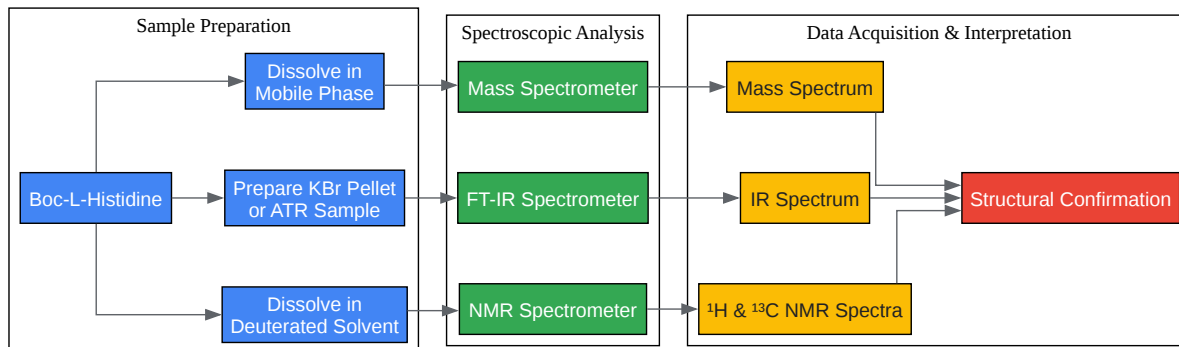 Sample Preparation
Spectroscopic Analysis
Data Acquisition & Interpretation
Dissolve in
Mobile Phase
Mass Spectrometer
Mass Spectrum
Boc-L-Histidine
Prepare KBr Pellet
or ATR Sample
FT-IR Spectrometer
IR Spectrum
Structural Confirmation
Dissolve in
Deuterated Solvent
NMR Spectrometer
¹H & ¹³C NMR Spectra